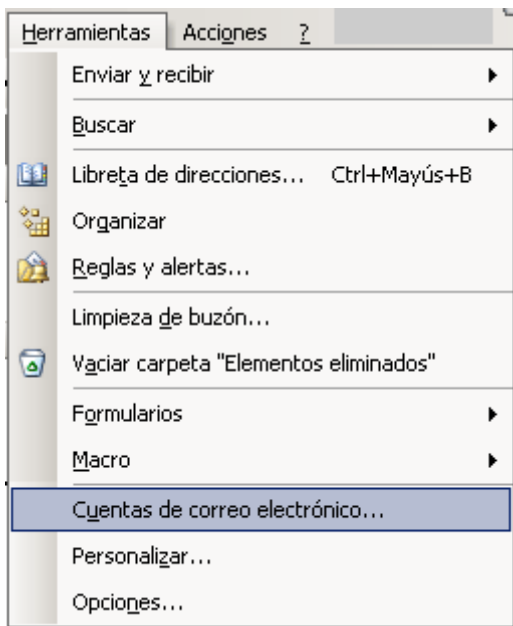 Herramientas Acciones ?
Enviar y recibir
Buscar
Libreta de direcciones... Ctrl+Mayús+B
Organizar
Reglas y alertas...
Limpieza de buzón...
Vaciar carpeta "Elementos eliminados"
Formularios
Macro
Cuentas de correo electrónico...
Personalizar...
Opciones...